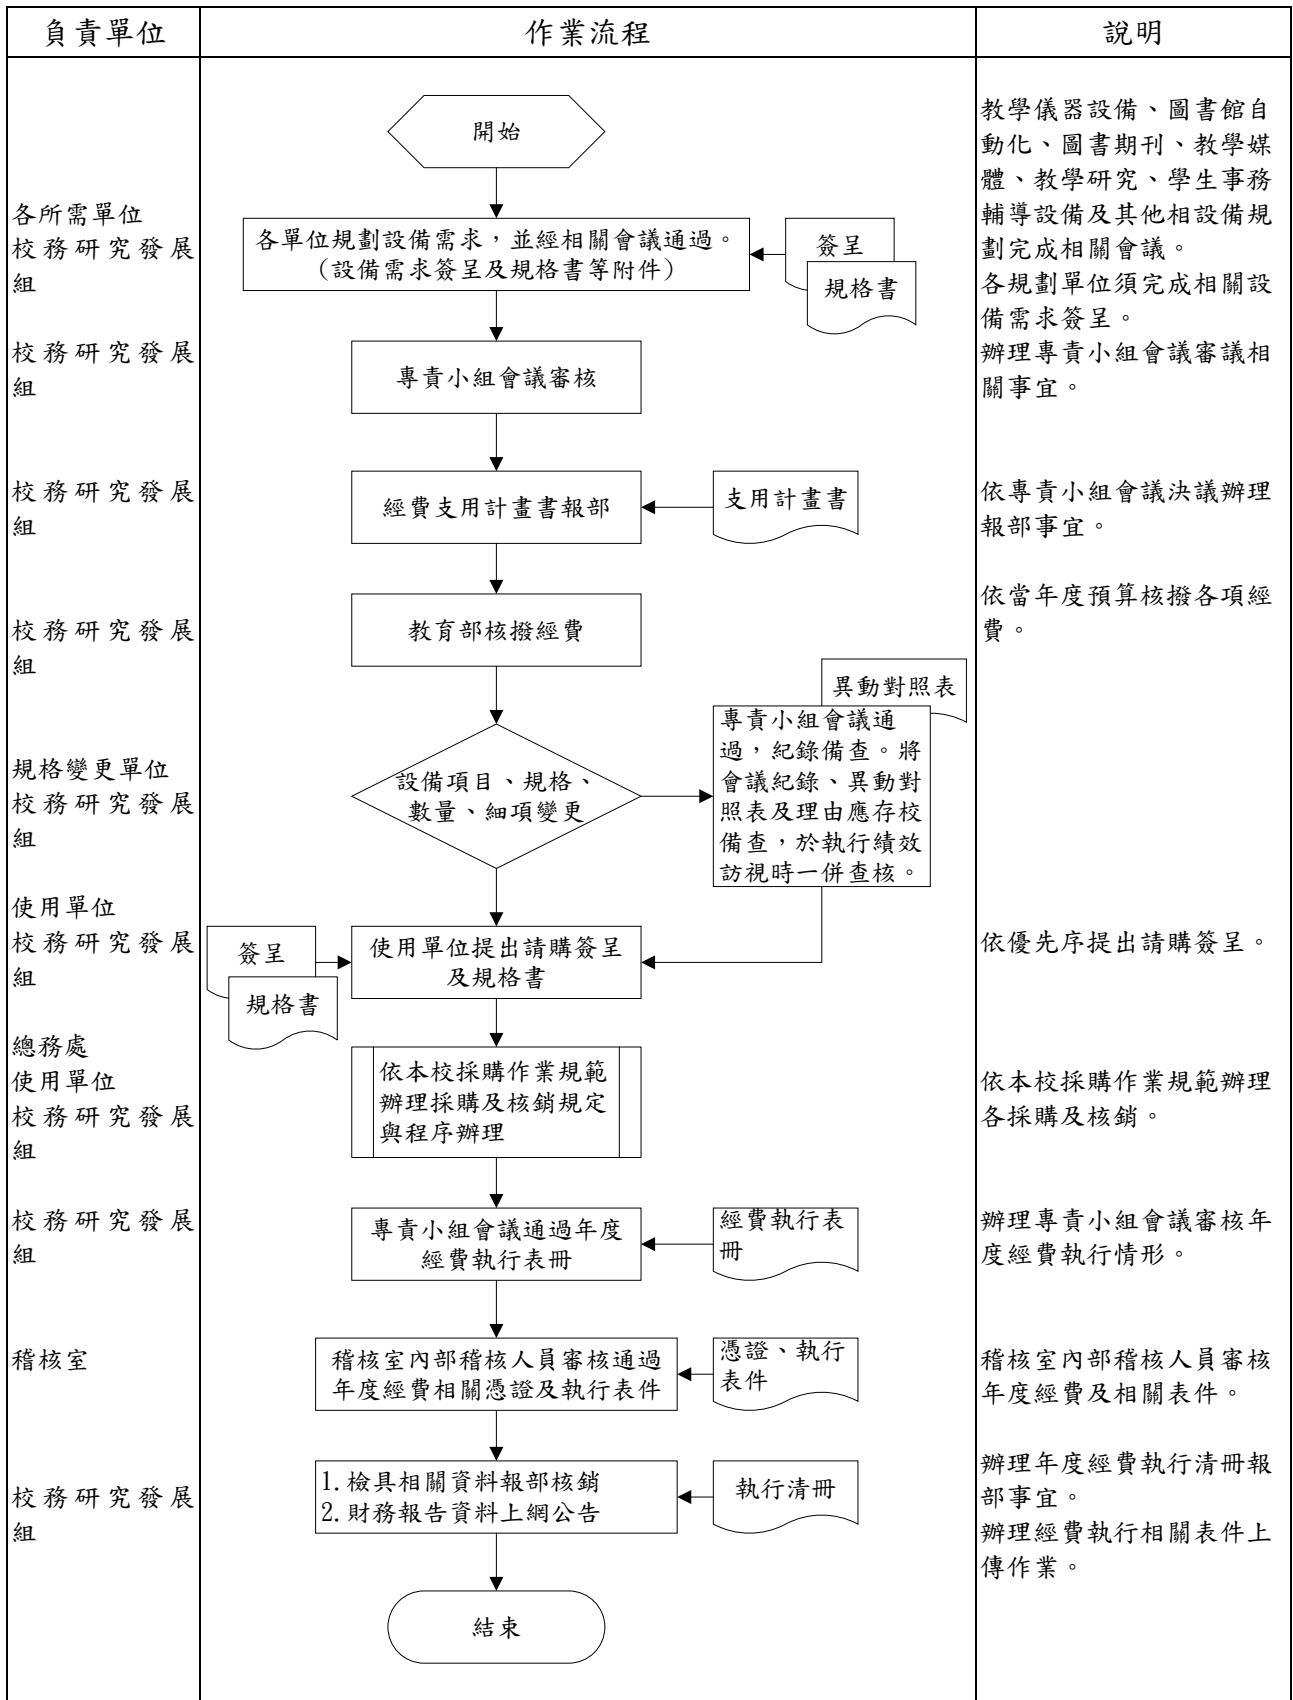 負責單位
作業流程
說明
開始
教學儀器設備、圖書館自
動化、圖書期刊、教學媒
體、教學研究、學生事務
輔導設備及其他相設備規
劃完成相關會議。
各規劃單位須完成相關設
備需求簽呈。
各所需單位
校務研究發展
組
各單位規劃設備需求，並經相關會議通過。
(設備需求簽呈及規格書等附件)
簽呈
規格書
校務研究發展
組
專責小組會議審核
辦理專責小組會議審議相
關事宜。
校務研究發展
組
經費支用計畫書報部
支用計畫書
依專責小組會議決議辦理
報部事宜。
校務研究發展
組
教育部核撥經費
依當年度預算核撥各項經
費。
異動對照表
規格變更單位
校務研究發展
組
設備項目、規格、
數量、細項變更
專責小組會議通
過，紀錄備查。將
會議紀錄、異動對
照表及理由應存校
備查，於執行績效
訪視時一併查核。
使用單位
校務研究發展
組
簽呈
規格書
使用單位提出請購簽呈
及規格書
依優先序提出請購簽呈。
總務處
使用單位
校務研究發展
組
依本校採購作業規範
辦理採購及核銷規定
與程序辦理
依本校採購作業規範辦理
各採購及核銷。
校務研究發展
組
專責小組會議通過年度
經費執行表冊
經費執行表
冊
辦理專責小組會議審核年
度經費執行情形。
稽核室
稽核室內部稽核人員審核通過
年度經費相關憑證及執行表件
憑證、執行
表件
稽核室內部稽核人員審核
年度經費及相關表件。
校務研究發展
組
1.檢具相關資料報部核銷
2.財務報告資料上網公告
執行清冊
辦理年度經費執行清冊報
部事宜。
辦理經費執行相關表件上
傳作業。
結束